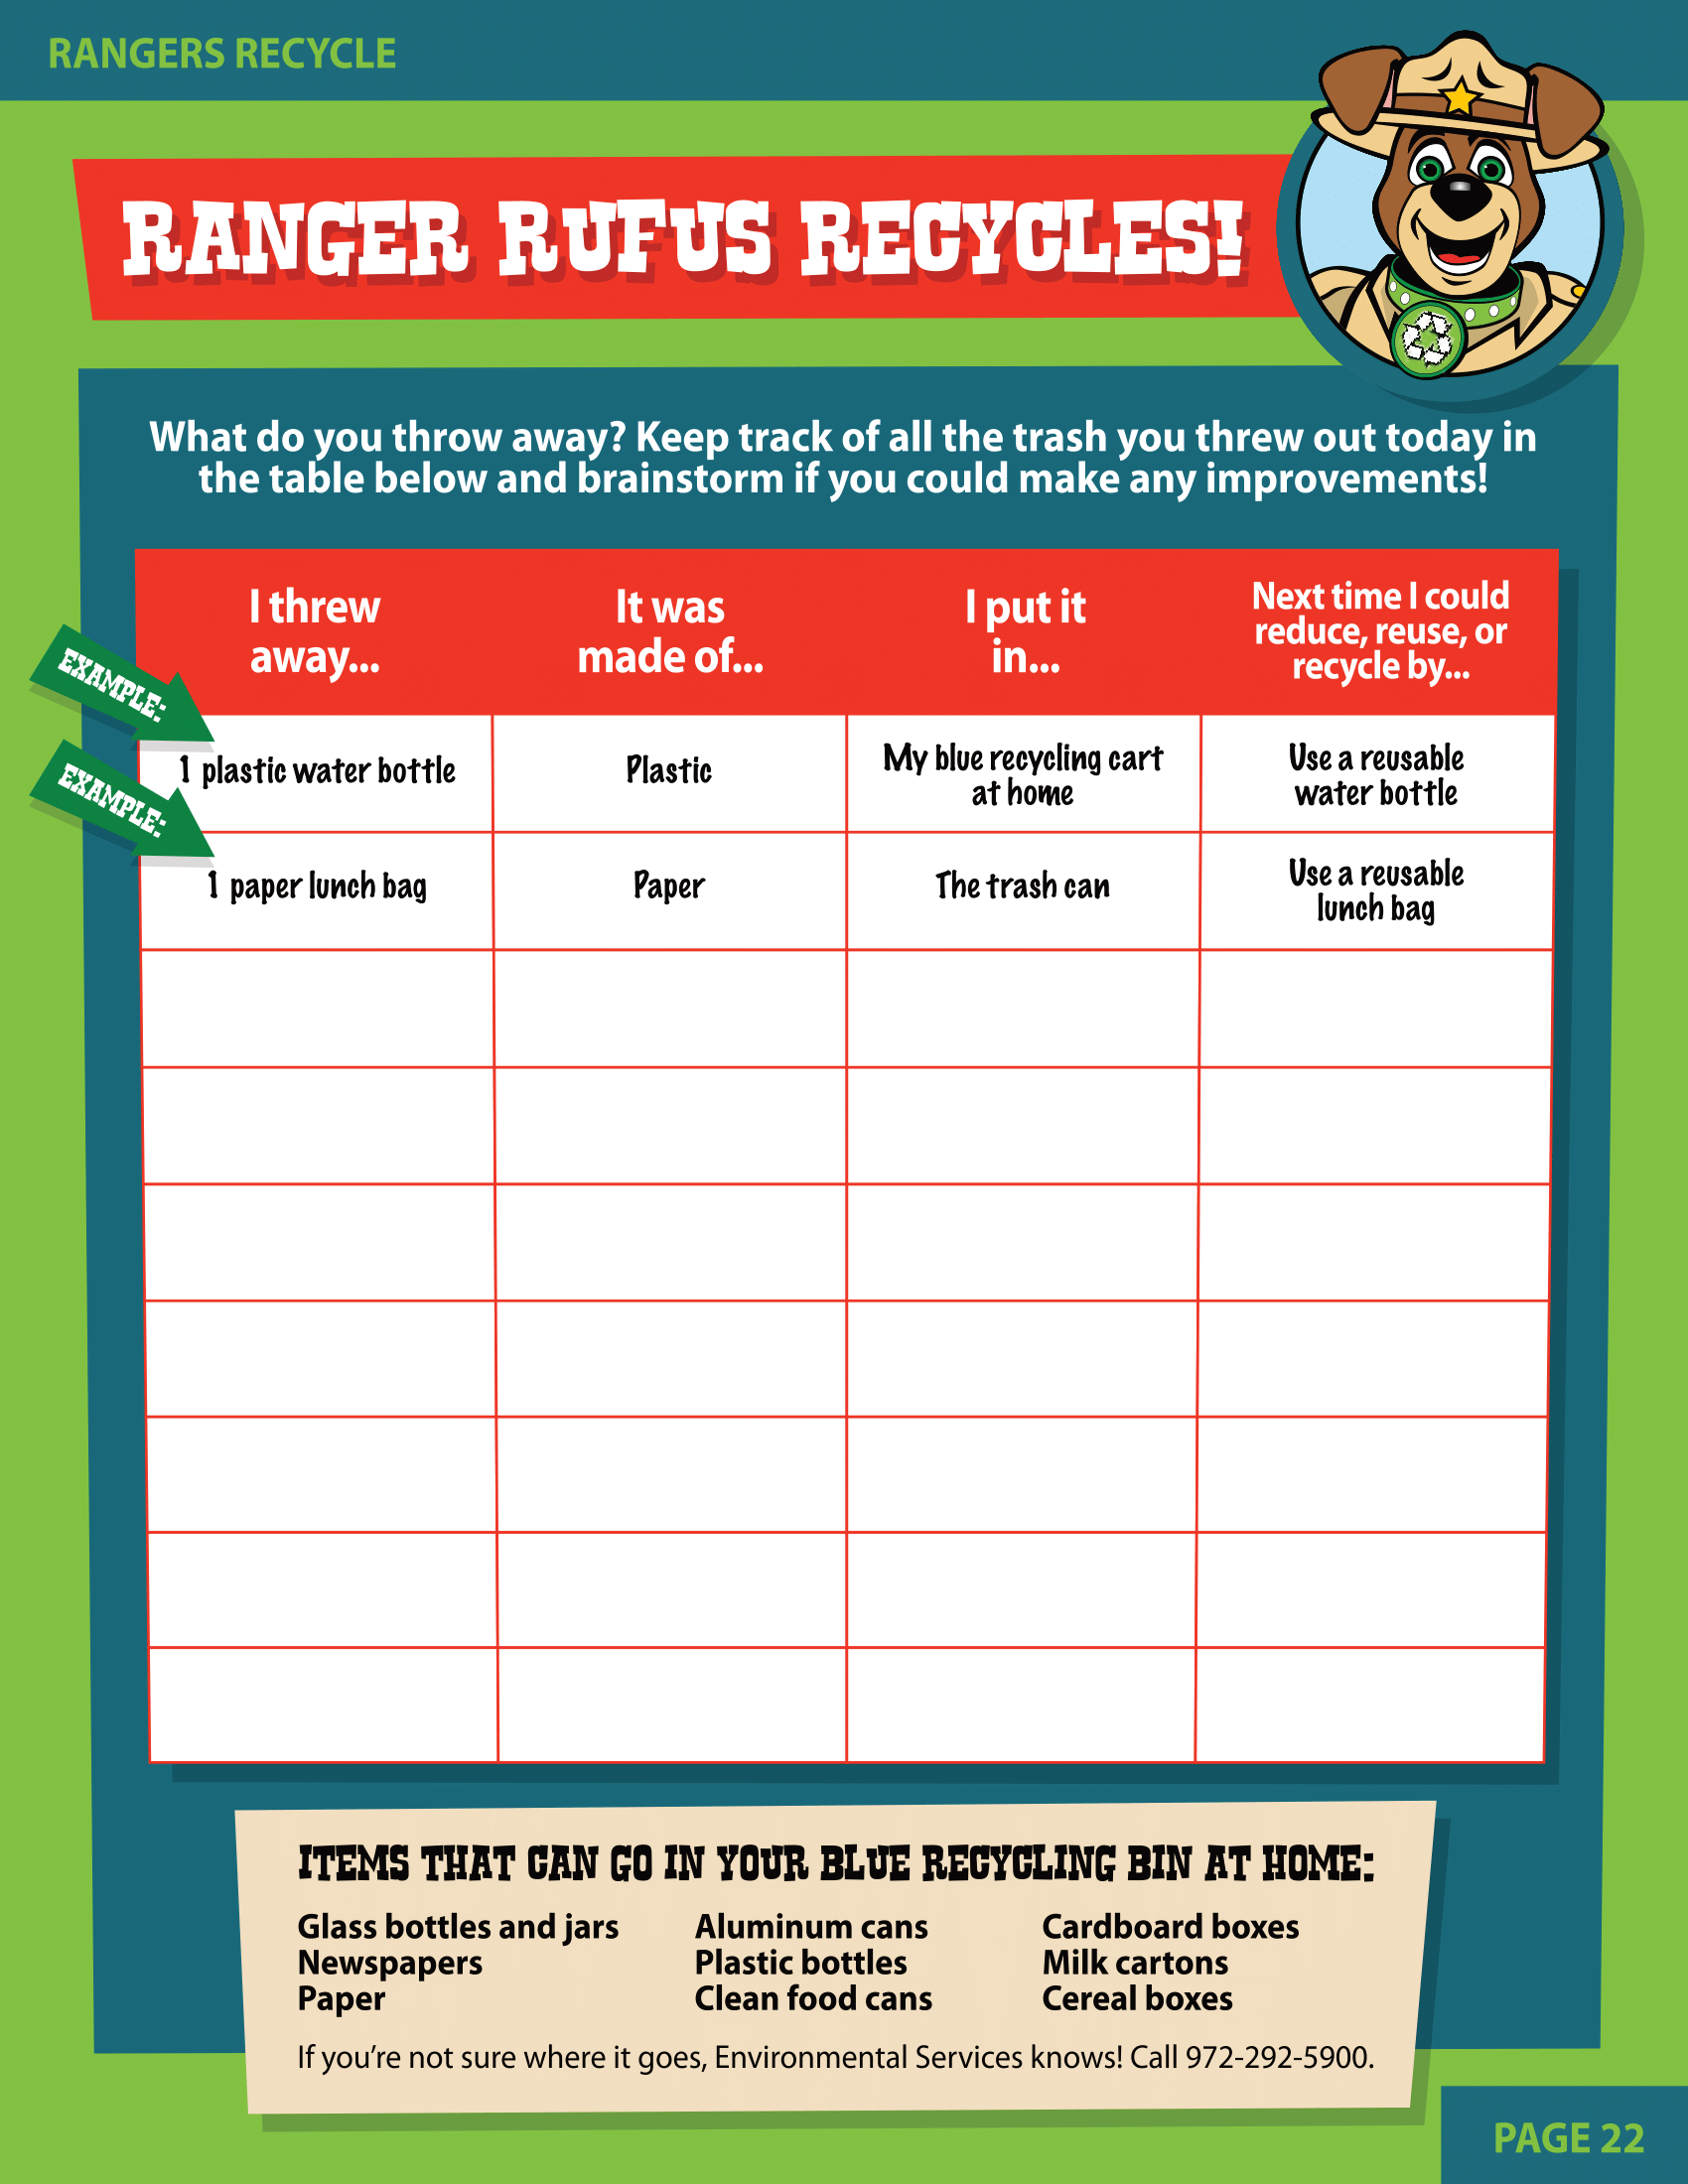 RANGERS RECYCLE
RANGER RUFUS RECYCLES!
What do you throw away? Keep track of all the trash you threw out today in
the table below and brainstorm if you could make any improvements!
I threw
away...
It was
made of...
I put it
in...
Next time I could
reduce, reuse, or
recycle by...
EXAMPLE:
1 plastic water bottle
Plastic
My blue recycling cart
at home
Use a reusable
water bottle
EXAMPLE:
1 paper lunch bag
Paper
The trash can
Use a reusable
lunch bag
ITEMS THAT CAN GO IN YOUR BLUE RECYCLING BIN AT HOME:
Glass bottles and jars
Newspapers
Paper
Aluminum cans
Plastic bottles
Clean food cans
Cardboard boxes
Milk cartons
Cereal boxes
If you’re not sure where it goes, Environmental Services knows! Call 972-292-5900.
PAGE 22